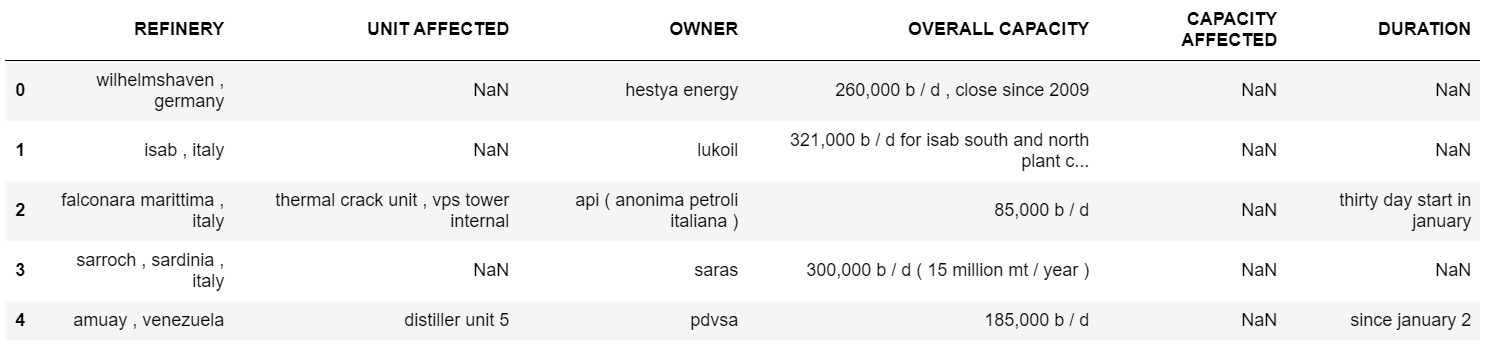 REFINERY UNIT AFFECTED OWNER OVERALL CAPACITY CAPACITY AFFECTED DURATION
0 wilhelmshaven , germany NaN hestya energy 260,000 b / d , close since 2009 NaN NaN
1 isab , italy NaN lukoil 321,000 b / d for isab south and north plant c... NaN NaN
2 falconara marittima , italy thermal crack unit , vps tower internal api ( anonima petroli italiana ) 85,000 b / d NaN thirty day start in january
3 sarroch , sardinia , italy NaN saras 300,000 b / d ( 15 million mt / year ) NaN NaN
4 amuay , venezuela distiller unit 5 pdvsa 185,000 b / d NaN since january 2